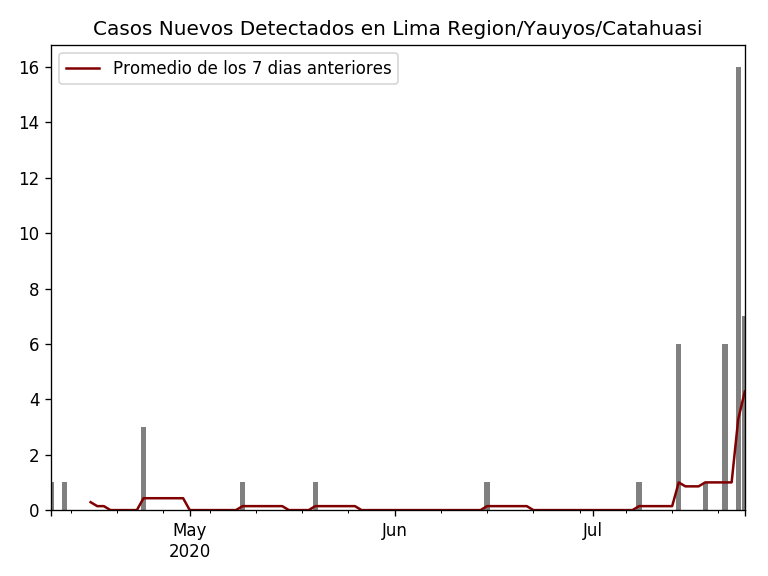 Casos Nuevos Detectados en Lima Region/Yauyos/Catahuasi
Promedio de los 7 dias anteriores
16
14
12
10
8
6
4
2
0
May
2020
Jun
Jul